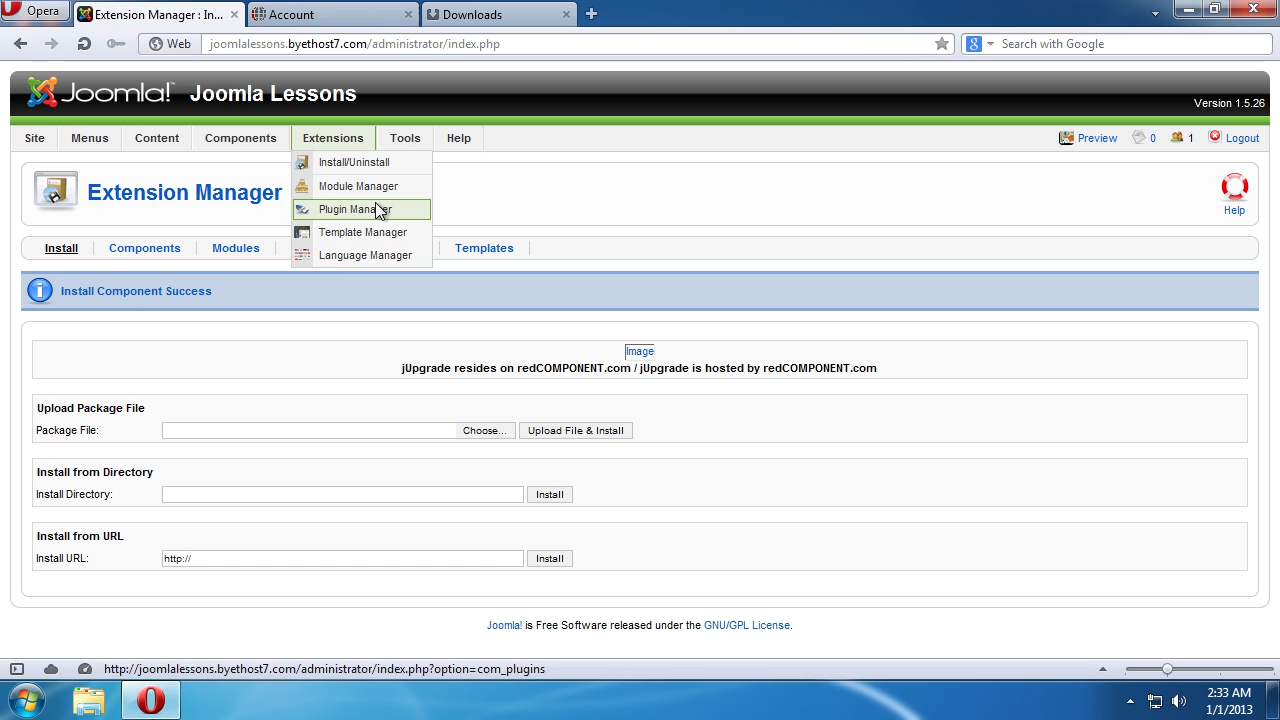 Opera
Extension Manager : In...
Account
Downloads
Web
joomlalessons.byethost7.com/administrator/index.php
Search with Google
Joomla!™ Joomla Lessons
Version 1.5.26
Site Menus Content Components Extensions Tools Help
Preview 0 1 Logout
Install/Uninstall
Module Manager
Plugin Manager
Template Manager
Language Manager
Extension Manager
Help
Install Components Modules Templates
Install Component Success
Image
jUpgrade resides on redCOMPONENT.com / jUpgrade is hosted by redCOMPONENT.com
Upload Package File
Package File: Choose... Upload File & Install
Install from Directory
Install Directory: Install
Install from URL
Install URL: http:// Install
Joomla! is Free Software released under the GNU/GPL License.
http://joomlalessons.byethost7.com/administrator/index.php?option=com_plugins
2:33 AM
1/1/2013